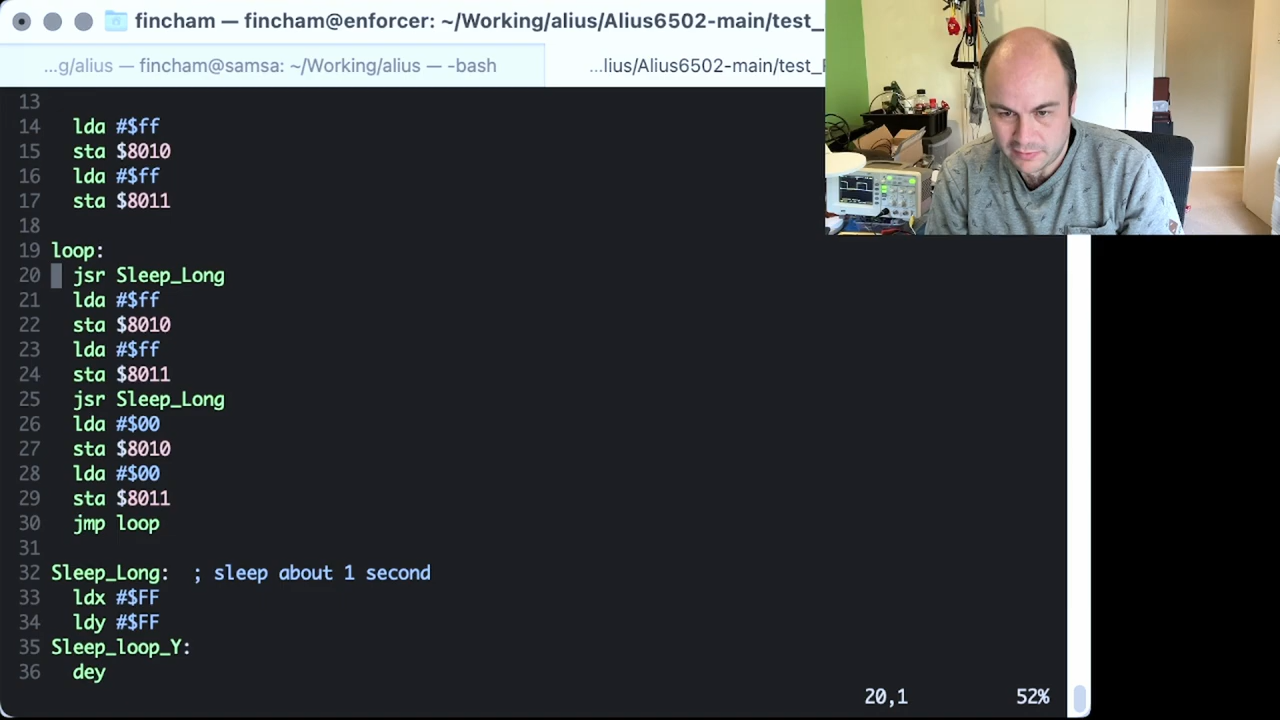 fincham — fincham@enforcer: ~/Working/alius/Alius6502-main/test_
...g/alius — fincham@samsa: ~/Working/alius — -bash
...lius/Alius6502-main/test_
13
14 lda #$ff
15 sta $8010
16 lda #$ff
17 sta $8011
18
19 loop:
20 jsr Sleep_Long
21 lda #$ff
22 sta $8010
23 lda #$ff
24 sta $8011
25 jsr Sleep_Long
26 lda #$00
27 sta $8010
28 lda #$00
29 sta $8011
30 jmp loop
31
32 Sleep_Long: ; sleep about 1 second
33 ldx #$FF
34 ldy #$FF
35 Sleep_loop_Y:
36 dey
20,1 52%